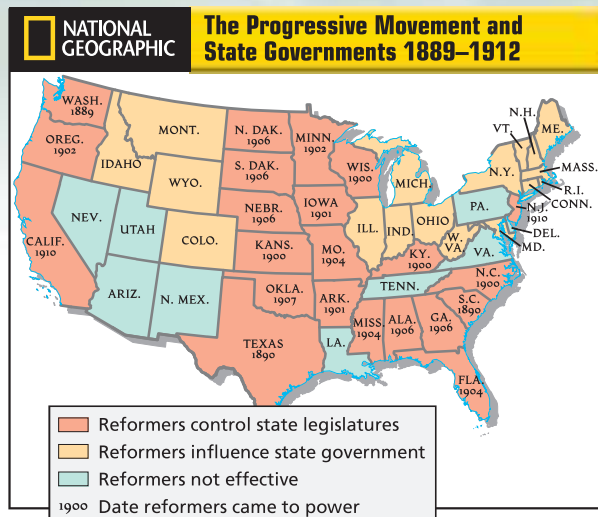 NATIONAL
GEOGRAPHIC
The Progressive Movement and
State Governments 1889–1912
WASH.
1889
OREG.
1902
CALIF.
1910
IDAHO
NEV.
MONT.
WYO.
UTAH
COLO.
ARIZ.
N. MEX.
N. DAK.
1906
S. DAK.
1906
NEBR.
1906
KANS.
1900
OKLA.
1907
TEXAS
1890
MINN.
1902
IOWA
1901
MO.
1904
ARK.
1901
LA.
WIS.
1900
ILL.
MICH.
IND.
OHIO
KY.
1900
TENN.
MISS.
1904
ALA.
1906
GA.
1906
FLA.
1904
S.C.
1890
N.C.
1900
VA.
W.
VA.
PA.
N.Y.
VT.
N.H.
ME.
MASS.
R.I.
CONN.
N.J.
1910
DEL.
MD.
Reformers control state legislatures
Reformers influence state government
Reformers not effective
1900 Date reformers came to power